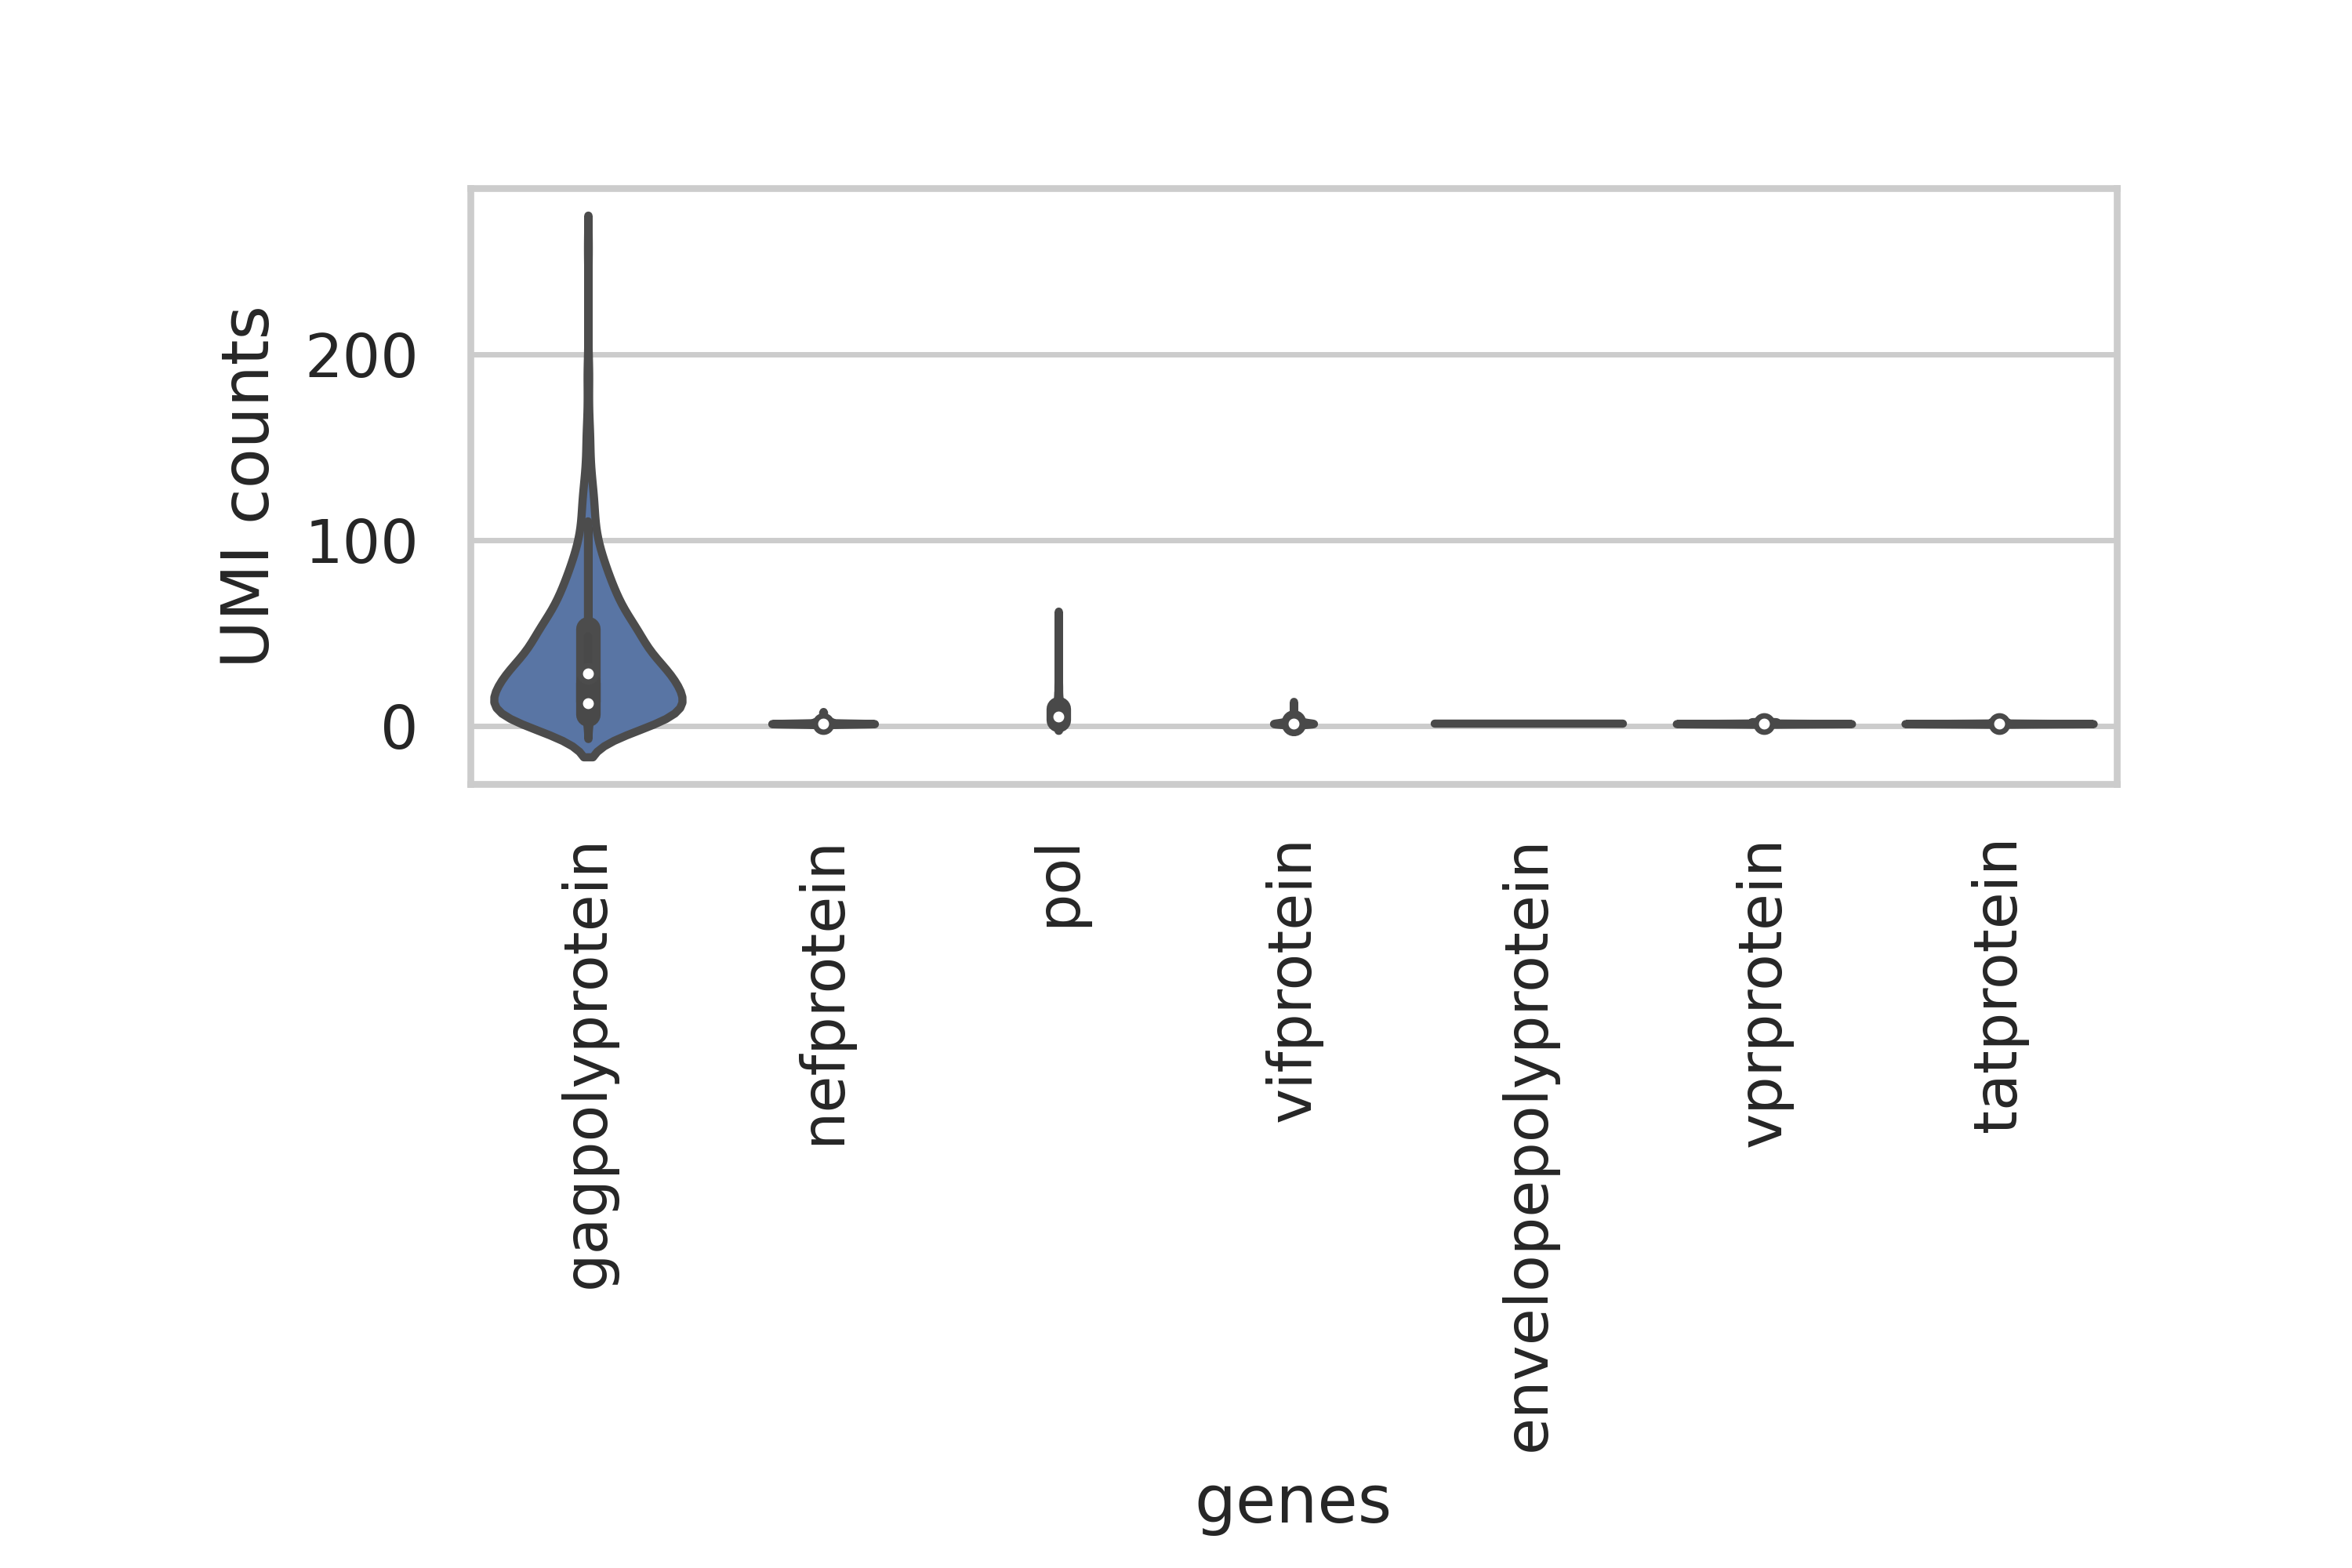 UMI counts
200
100
0
gagpolyprotein
nefprotein
pol
vifprotein
envelopepolyprotein
vprprotein
tatprotein
genes